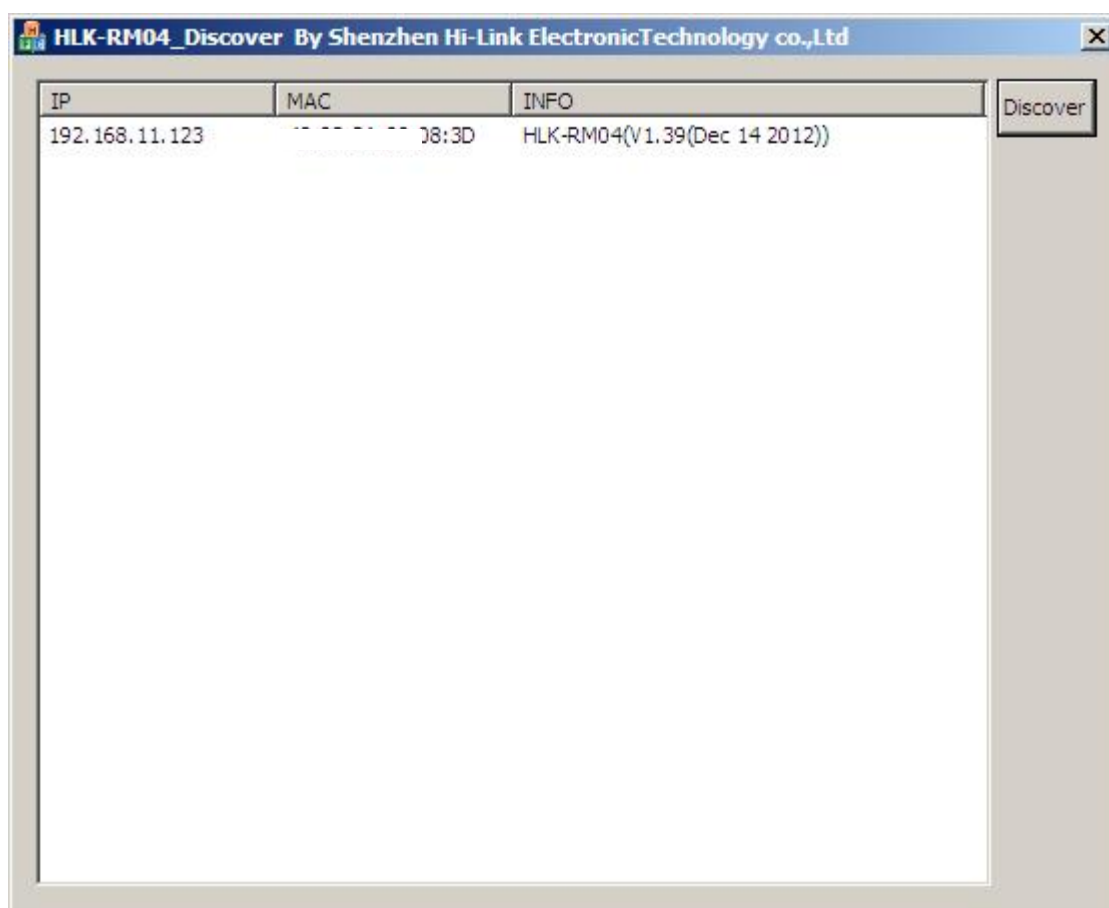 HLK-RM04_Discover By Shenzhen Hi-Link ElectronicTechnology co.,Ltd
IP MAC INFO Discover
192.168.11.123 08:3D HLK-RM04(V1.39(Dec 14 2012))